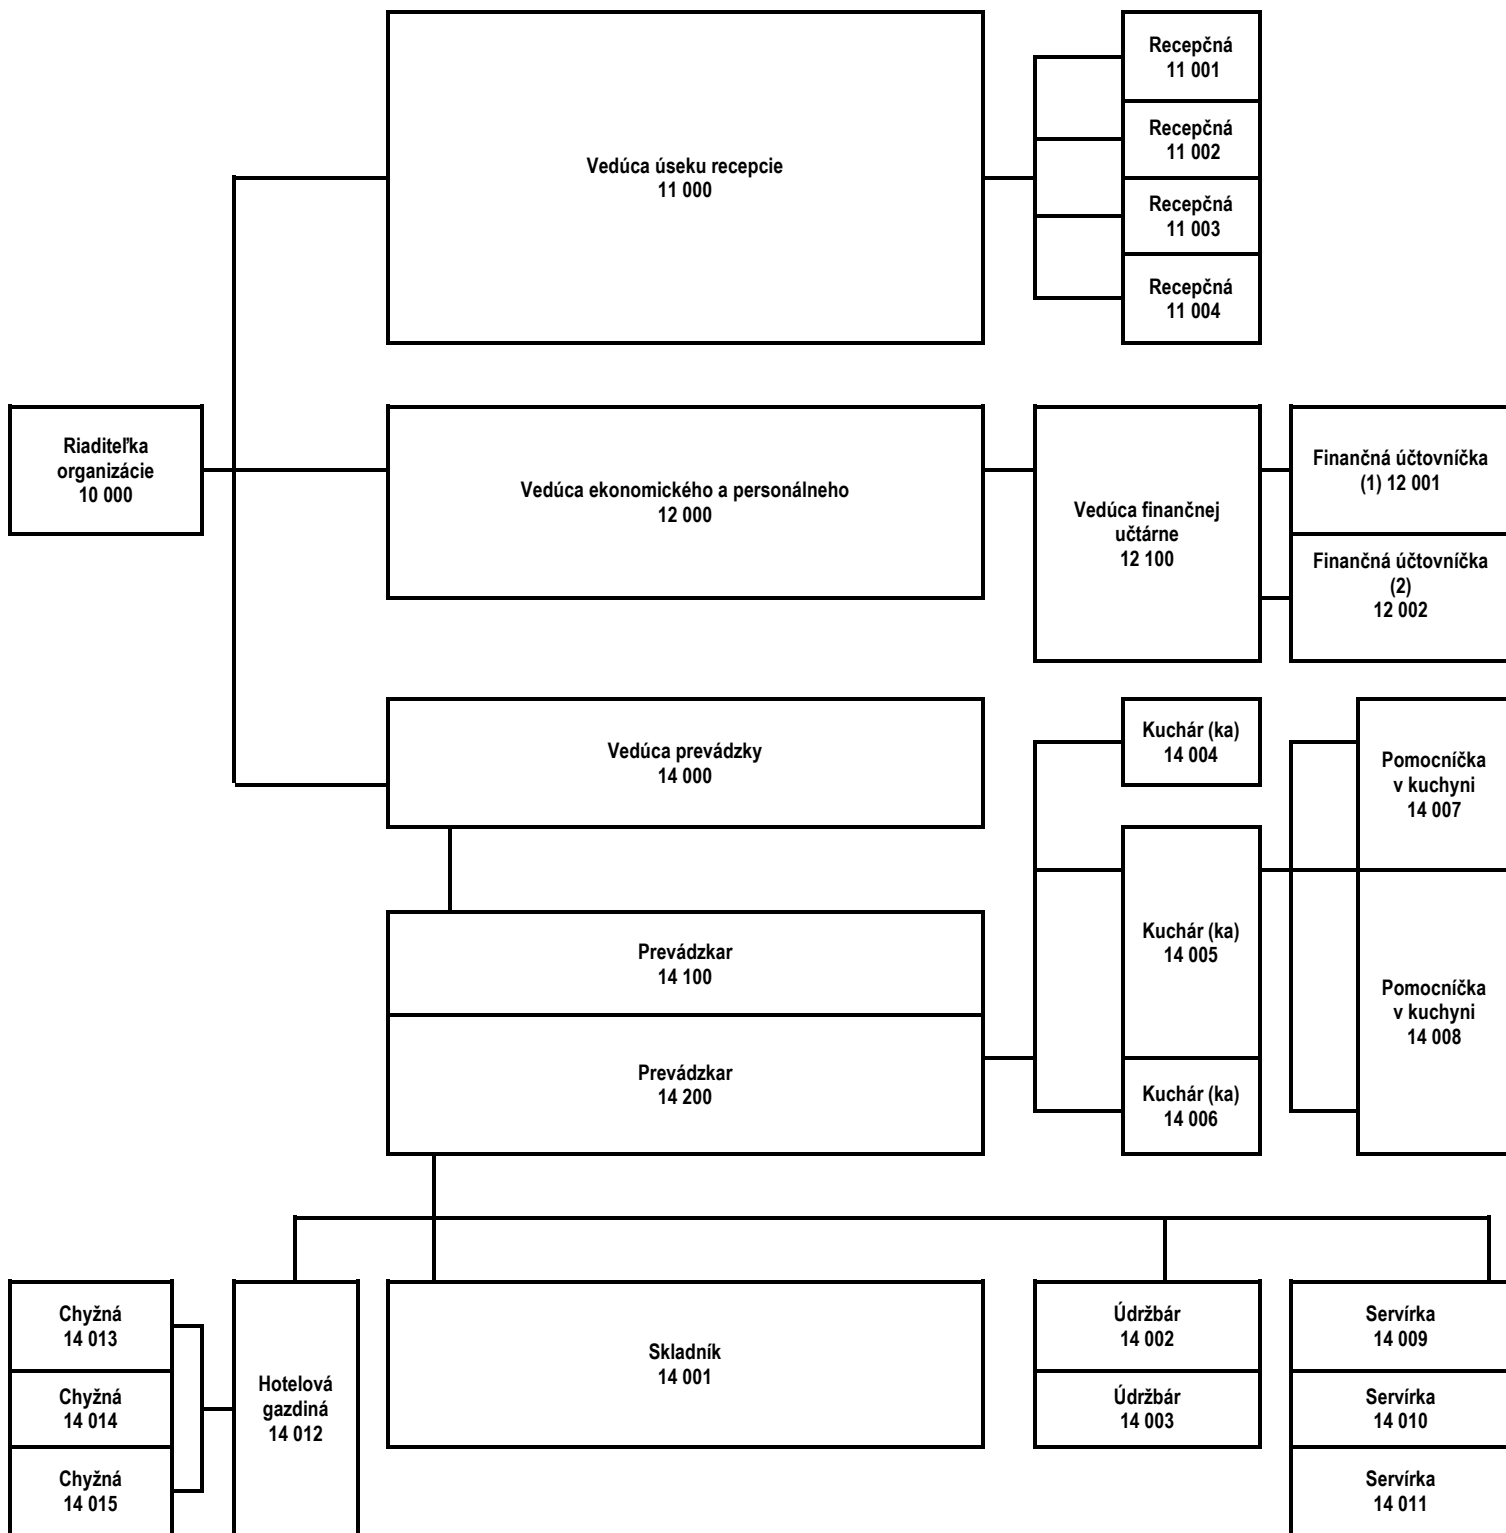 Recepčná
11 001
Recepčná
11 002
Vedúca úseku recepcie
11 000
Recepčná
11 003
Recepčná
11 004
Riaditeľka
organizácie
10 000
Vedúca ekonomického a personálneho
12 000
Vedúca finančnej
učtárne
12 100
Finančná účtovníčka
(1) 12 001
Finančná účtovníčka
(2)
12 002
Vedúca prevádzky
14 000
Kuchár (ka)
14 004
Pomocníčka
v kuchyni
14 007
Prevádzkar
14 100
Kuchár (ka)
14 005
Pomocníčka
v kuchyni
14 008
Prevádzkar
14 200
Kuchár (ka)
14 006
Chyžná
14 013
Chyžná
14 014
Chyžná
14 015
Hotelová
gazdiná
14 012
Skladník
14 001
Údržbár
14 002
Údržbár
14 003
Servírka
14 009
Servírka
14 010
Servírka
14 011